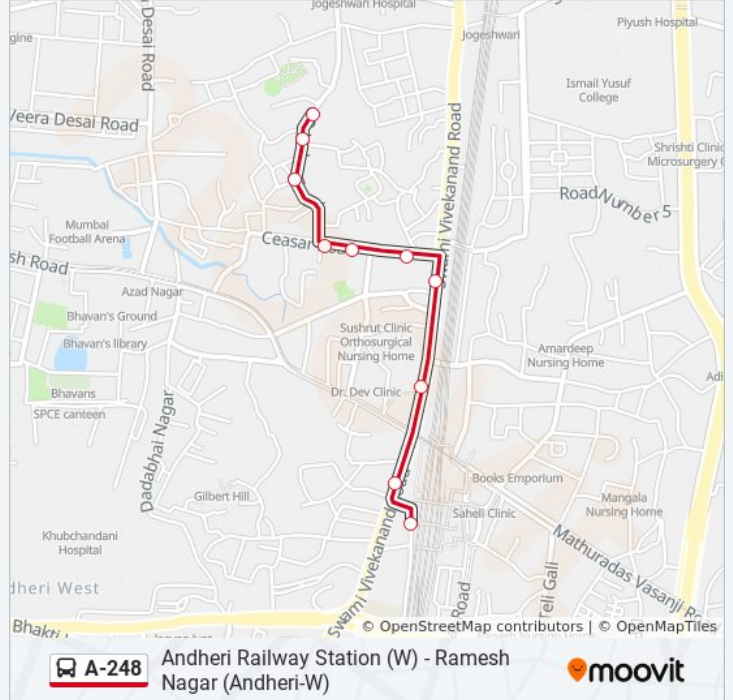 Jogeshwari Hospital
Desai Road
Jogeshwari
Piyush Hospital
gine
Ismail Yusuf
College
Veera Desai Road
Shrishti Clinic
Microsurgery
Swami Vivekanand Road
Road Number 5
Mumbai
Football Arena
Ceasar
sh Road
Azad Nagar
Bhavan's Ground
Bhavan's library
Sushrut Clinic
Orthosurgical
Nursing Home
Amardeep
Nursing Home
Adi
Bhavans
SPCE canteen
Dr. Dev Clinic
Dadabhai Nagar
Gilbert Hill
Books Emporium
Mangala
Nursing Home
Saheli Clinic
Khubchandani
Hospital
Mathuradas Vasanji Ro
dheri West
Swami Vivekanand Road
Road
Teli Gali
Bhakti
© OpenStreetMap contributors | © OpenMapTiles
A-248
Andheri Railway Station (W) - Ramesh
Nagar (Andheri-W)
moovit